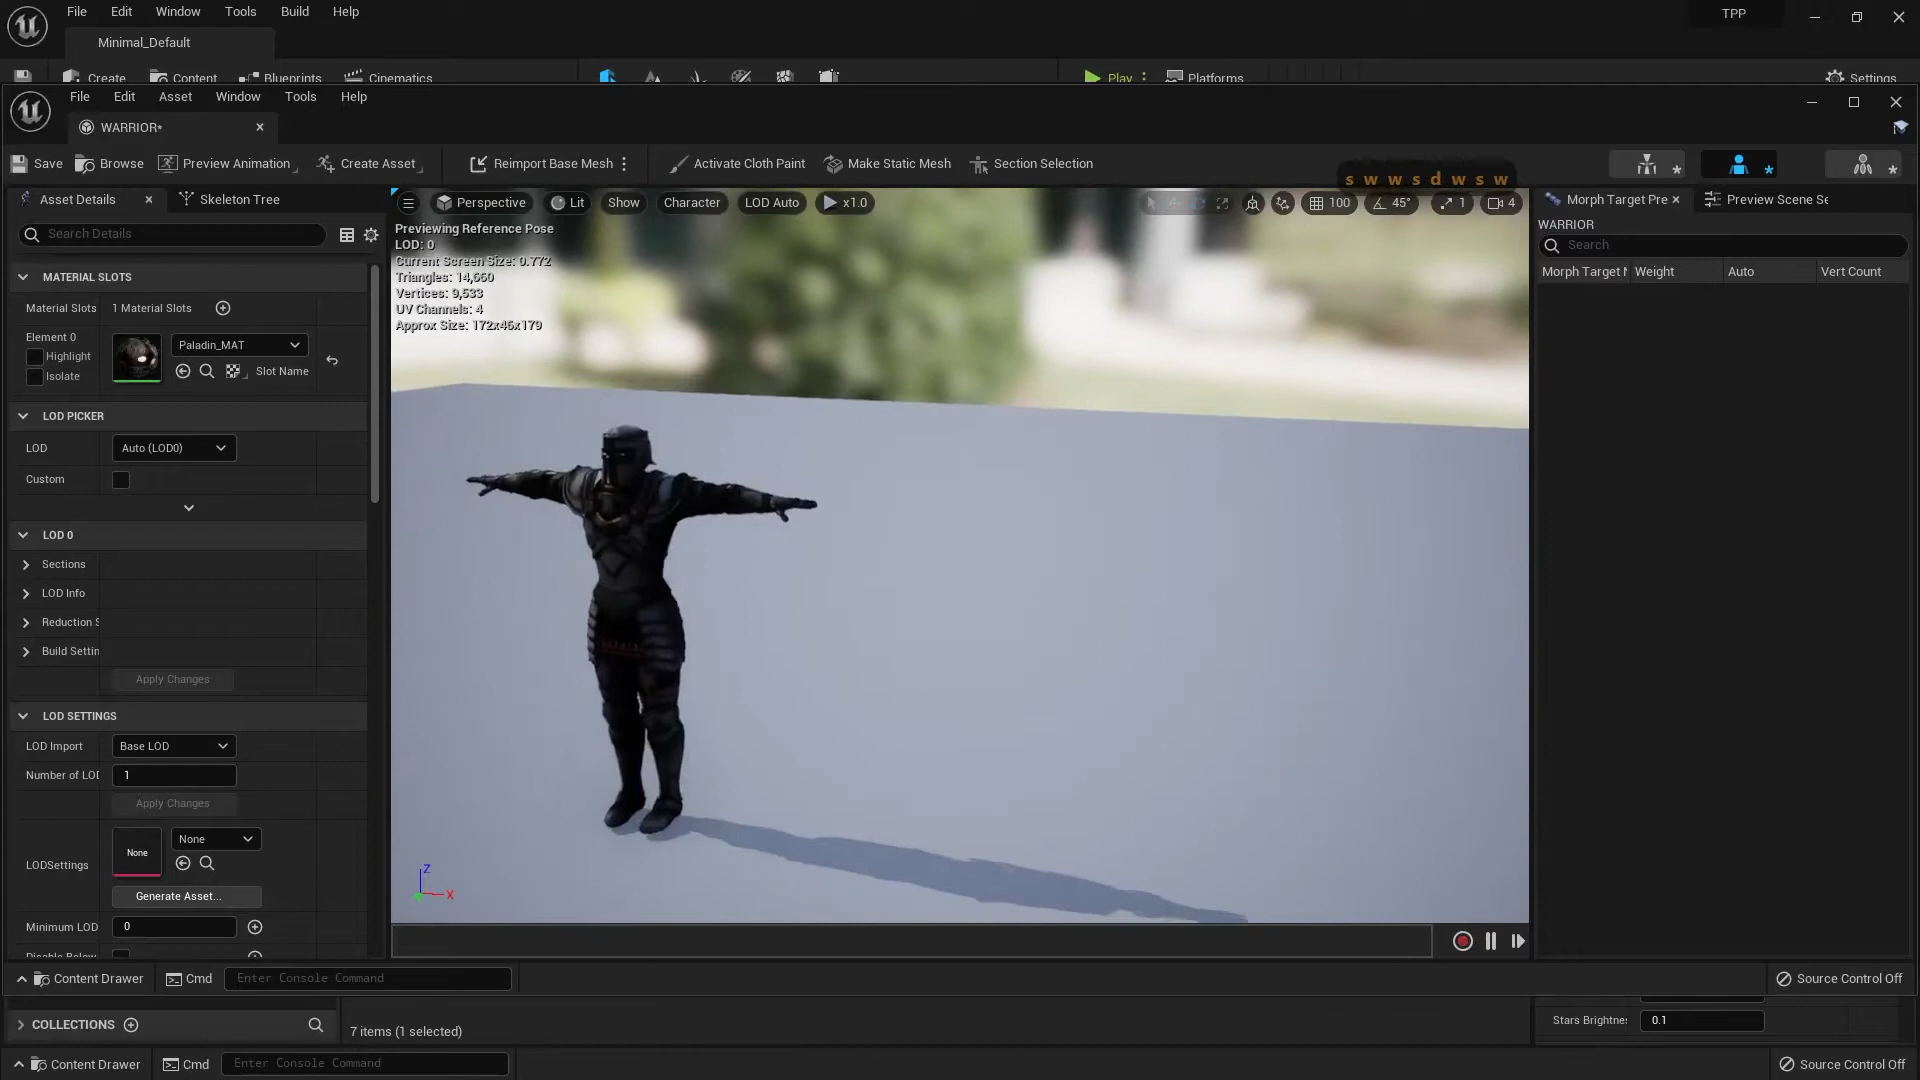 File Edit Window Tools Build Help
TPP
Minimal_Default
Create Content Blueprints Cinematics Play Platforms Settings
File Edit Asset Window Tools Help
WARRIOR*
Save Browse Preview Animation Create Asset Reimport Base Mesh Activate Cloth Paint Make Static Mesh Section Selection
s w w s d w s w
Asset Details Skeleton Tree
Perspective Lit Show Character LOD Auto x1.0 100 45° 1 4
Morph Target Pre Preview Scene Se
Search Details
Previewing Reference Pose
LOD: 0
Current Screen Size: 0.772
Triangles: 14,660
Vertices: 9,533
UV Channels: 4
Approx Size: 172x46x179
WARRIOR
Search
Morph Target Weight Auto Vert Count
MATERIAL SLOTS
Material Slots 1 Material Slots
Element 0
Highlight
Isolate
Paladin_MAT
Slot Name
LOD PICKER
LOD Auto (LOD0)
Custom
LOD 0
Sections
LOD Info
Reduction S
Build Settin
Apply Changes
LOD SETTINGS
LOD Import Base LOD
Number of LOD 1
Apply Changes
LODSettings None None
Generate Asset...
Minimum LOD 0
Disable Below
Z
X
Content Drawer Cmd Enter Console Command Source Control Off
COLLECTIONS
7 items (1 selected)
Stars Brightnes 0.1
Content Drawer Cmd Enter Console Command Source Control Off